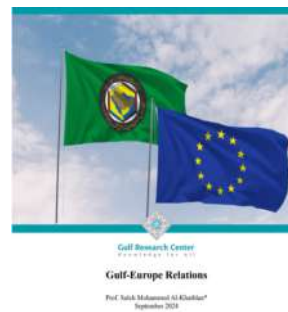 Gulf Research Center
Knowledge for All
Gulf-Europe Relations
Prof. Saleh Mohammed Al-Khathlan*
September 2024